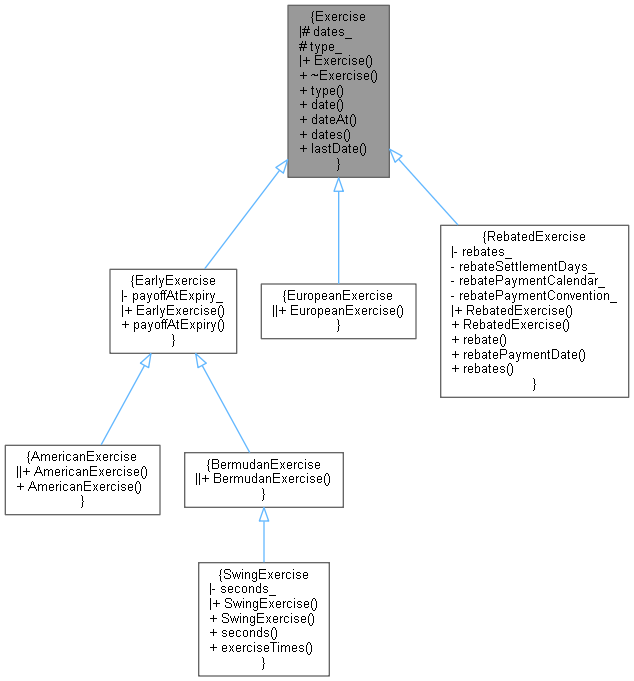 {Exercise
|# dates_
# type_
|+ Exercise()
+ ~Exercise()
+ type()
+ date()
+ dateAt()
+ dates()
+ lastDate()
}
{EarlyExercise
|- payoffAtExpiry_
|+ EarlyExercise()
+ payoffAtExpiry()
}
{EuropeanExercise
||+ EuropeanExercise()
}
{RebatedExercise
|- rebates_
- rebateSettlementDays_
- rebatePaymentCalendar_
- rebatePaymentConvention_
|+ RebatedExercise()
+ RebatedExercise()
+ rebate()
+ rebatePaymentDate()
+ rebates()
}
{AmericanExercise
||+ AmericanExercise()
+ AmericanExercise()
}
{BermudanExercise
||+ BermudanExercise()
}
{SwingExercise
|- seconds_
|+ SwingExercise()
+ SwingExercise()
+ seconds()
+ exerciseTimes()
}